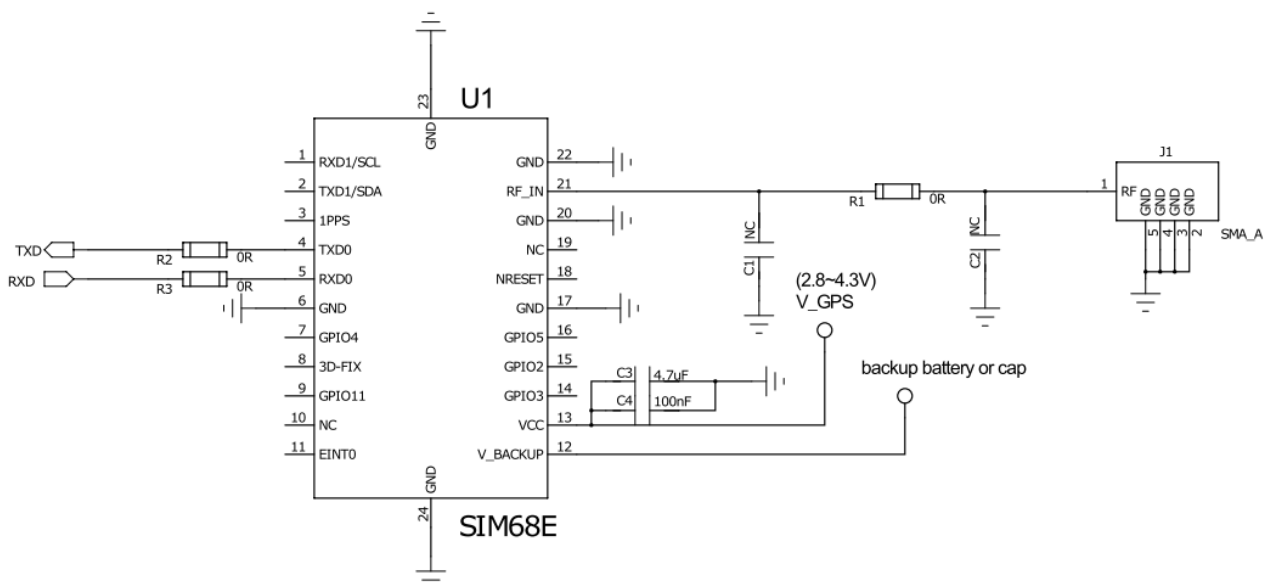 U1
23
GND
1 RXD1/SCL
2 TXD1/SDA
3 1PPS
4 TXD0
5 RXD0
6 GND
7 GPIO4
8 3D-FIX
9 GPIO11
10 NC
11 EINT0
TXD
R2 0R
RXD
R3 0R
GND 22
RF_IN 21
GND 20
NC 19
NRESET 18
GND 17
GPIO5 16
GPIO2 15
GPIO3 14
VCC 13
V_BACKUP 12
GND
24
SIM68E
C1 NC
R1 0R
C2 NC
J1
1 RF
GND GND GND GND
5 4 3 2
SMA_A
(2.8~4.3V)
V_GPS
C3 4.7uF
C4 100nF
backup battery or cap